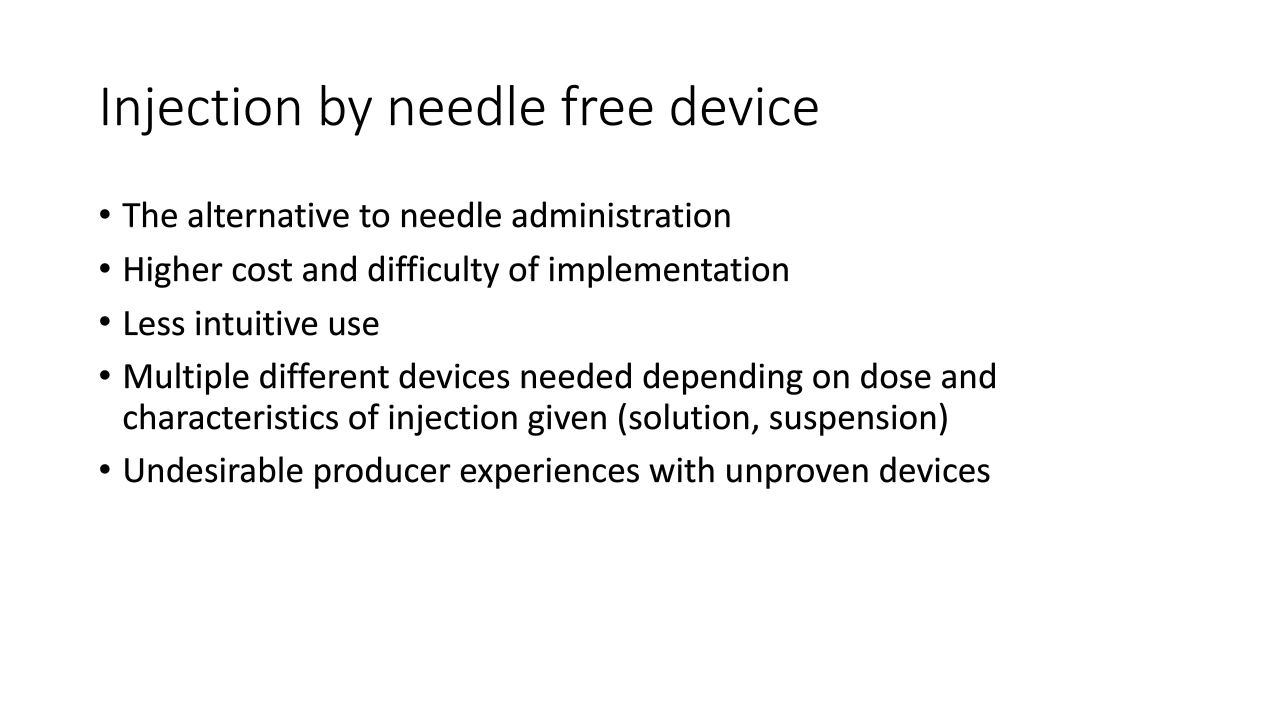 Injection by needle free device
• The alternative to needle administration
• Higher cost and difficulty of implementation
• Less intuitive use
• Multiple different devices needed depending on dose and
characteristics of injection given (solution, suspension)
• Undesirable producer experiences with unproven devices